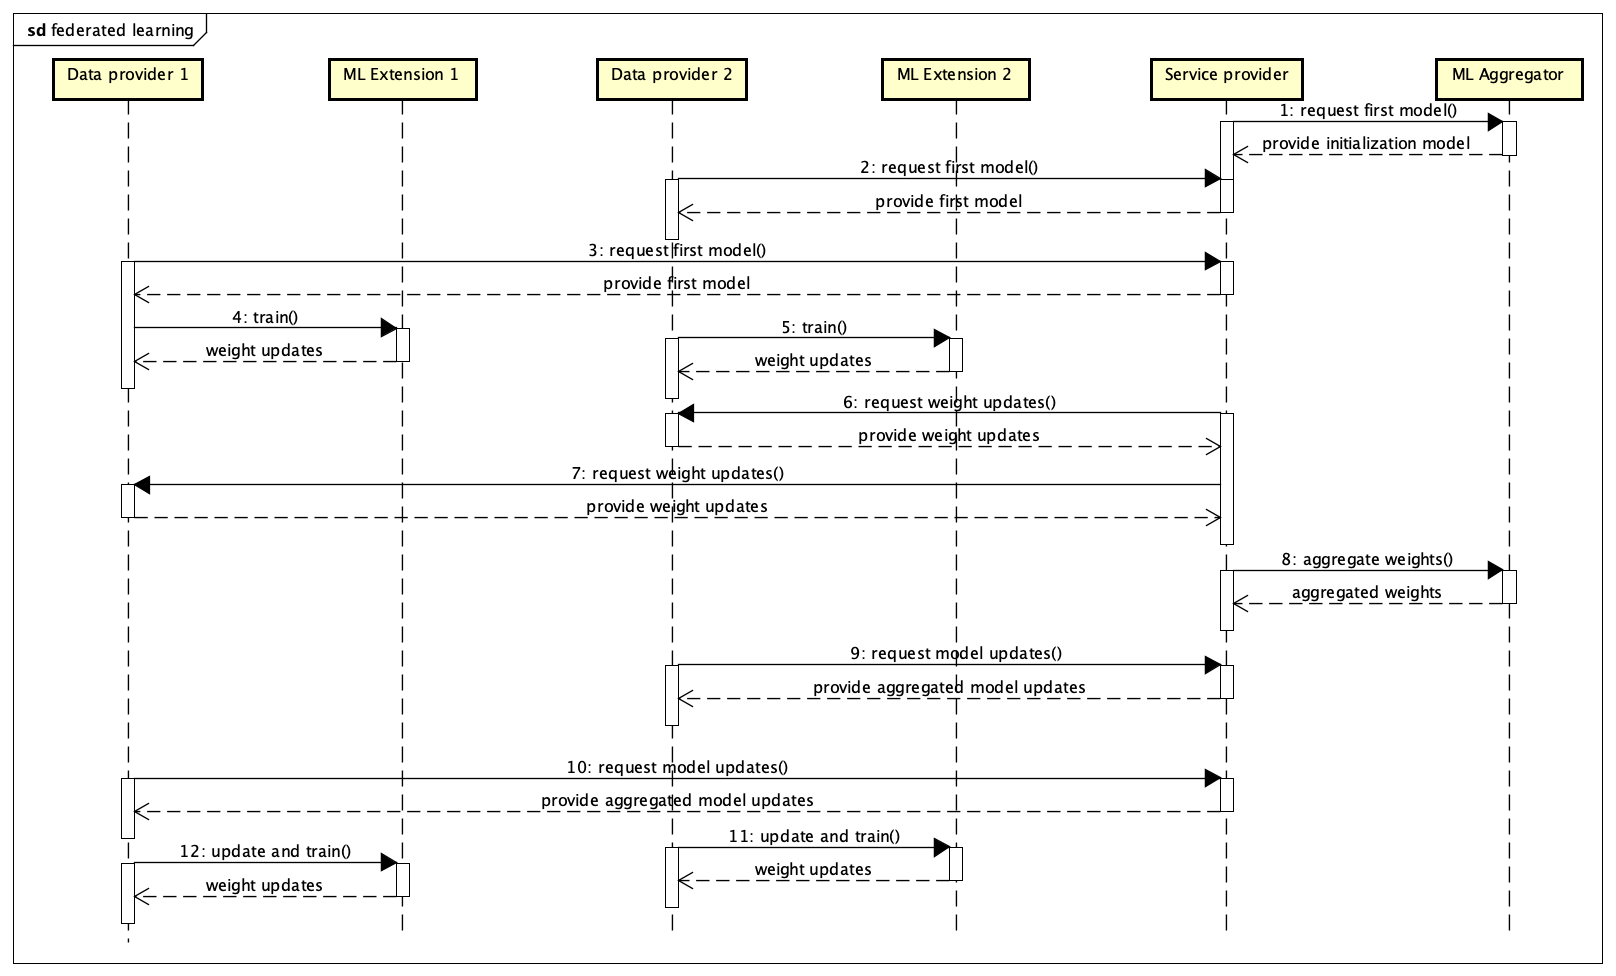 sd federated learning
Data provider 1
ML Extension 1
Data provider 2
ML Extension 2
Service provider
ML Aggregator
1: request first model()
provide initialization model
2: request first model()
provide first model
3: request first model()
provide first model
4: train()
5: train()
weight updates
weight updates
6: request weight updates()
provide weight updates
7: request weight updates()
provide weight updates
8: aggregate weights()
aggregated weights
9: request model updates()
provide aggregated model updates
10: request model updates()
provide aggregated model updates
11: update and train()
12: update and train()
weight updates
weight updates